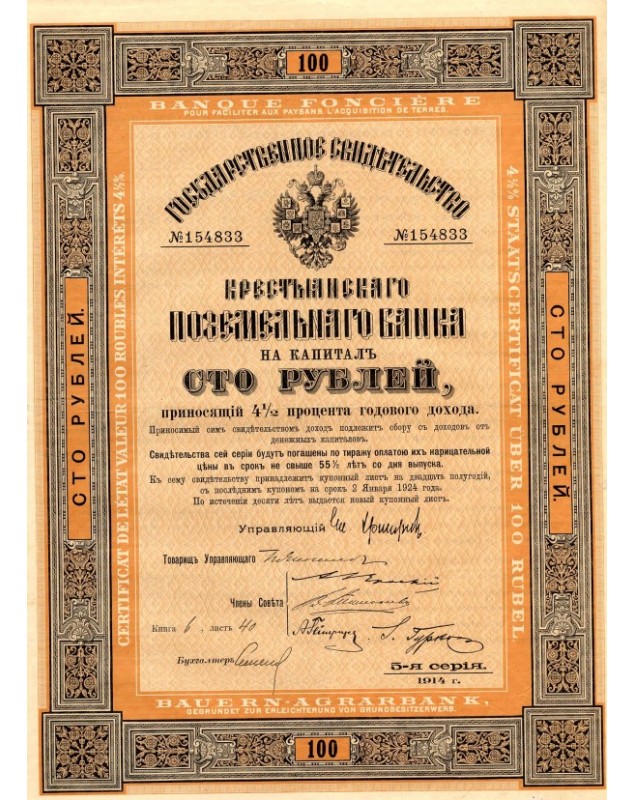 100
BANQUE FONCIÈRE
POUR FACILITER AUX PAYSANS L'ACQUISITION DE TERRES.
ГОСУДАРСТВЕННОЕ СВИДѢТЕЛЬСТВО
№154833
№154833
КРЕСТЬЯНСКАГО
ПОЗЕМЕЛЬНАГО БАНКА
НА КАПИТАЛЪ
СТО РУБЛЕЙ,
приносящій 4½ процента годового дохода.
Приносимый симъ свидѣтельствомъ доходъ подлежитъ сбору съ доходовъ отъ
денежныхъ капиталовъ.
Свидѣтельства сей серіи будутъ погашены по тиражу оплатою ихъ нарицательной
цѣны въ срокъ не свыше 55½ лѣтъ со дня выпуска.
Къ сему свидѣтельству принадлежитъ купонный листъ на двадцать полугодій,
съ послѣднимъ купономъ на срокъ 2 Января 1924 года.
По истеченіи десяти лѣтъ выдается новый купонный листъ.
Управляющій
Товарищъ Управляющаго
Члены Совѣта
Книга 6, листъ 40
Бухгалтеръ
5-я серія.
1914 г.
CERTIFICAT DE L'ÉTAT VALEUR 100 ROUBLES INTÉRÊTS 4½%.
4½% STAATSCERTIFICAT ÜBER 100 RUBEL
СТО РУБЛЕЙ.
СТО РУБЛЕЙ.
BAUERN-AGRARBANK,
GEGRÜNDET ZUR ERLEICHTERUNG VON GRUNDBESITZERWERB.
100